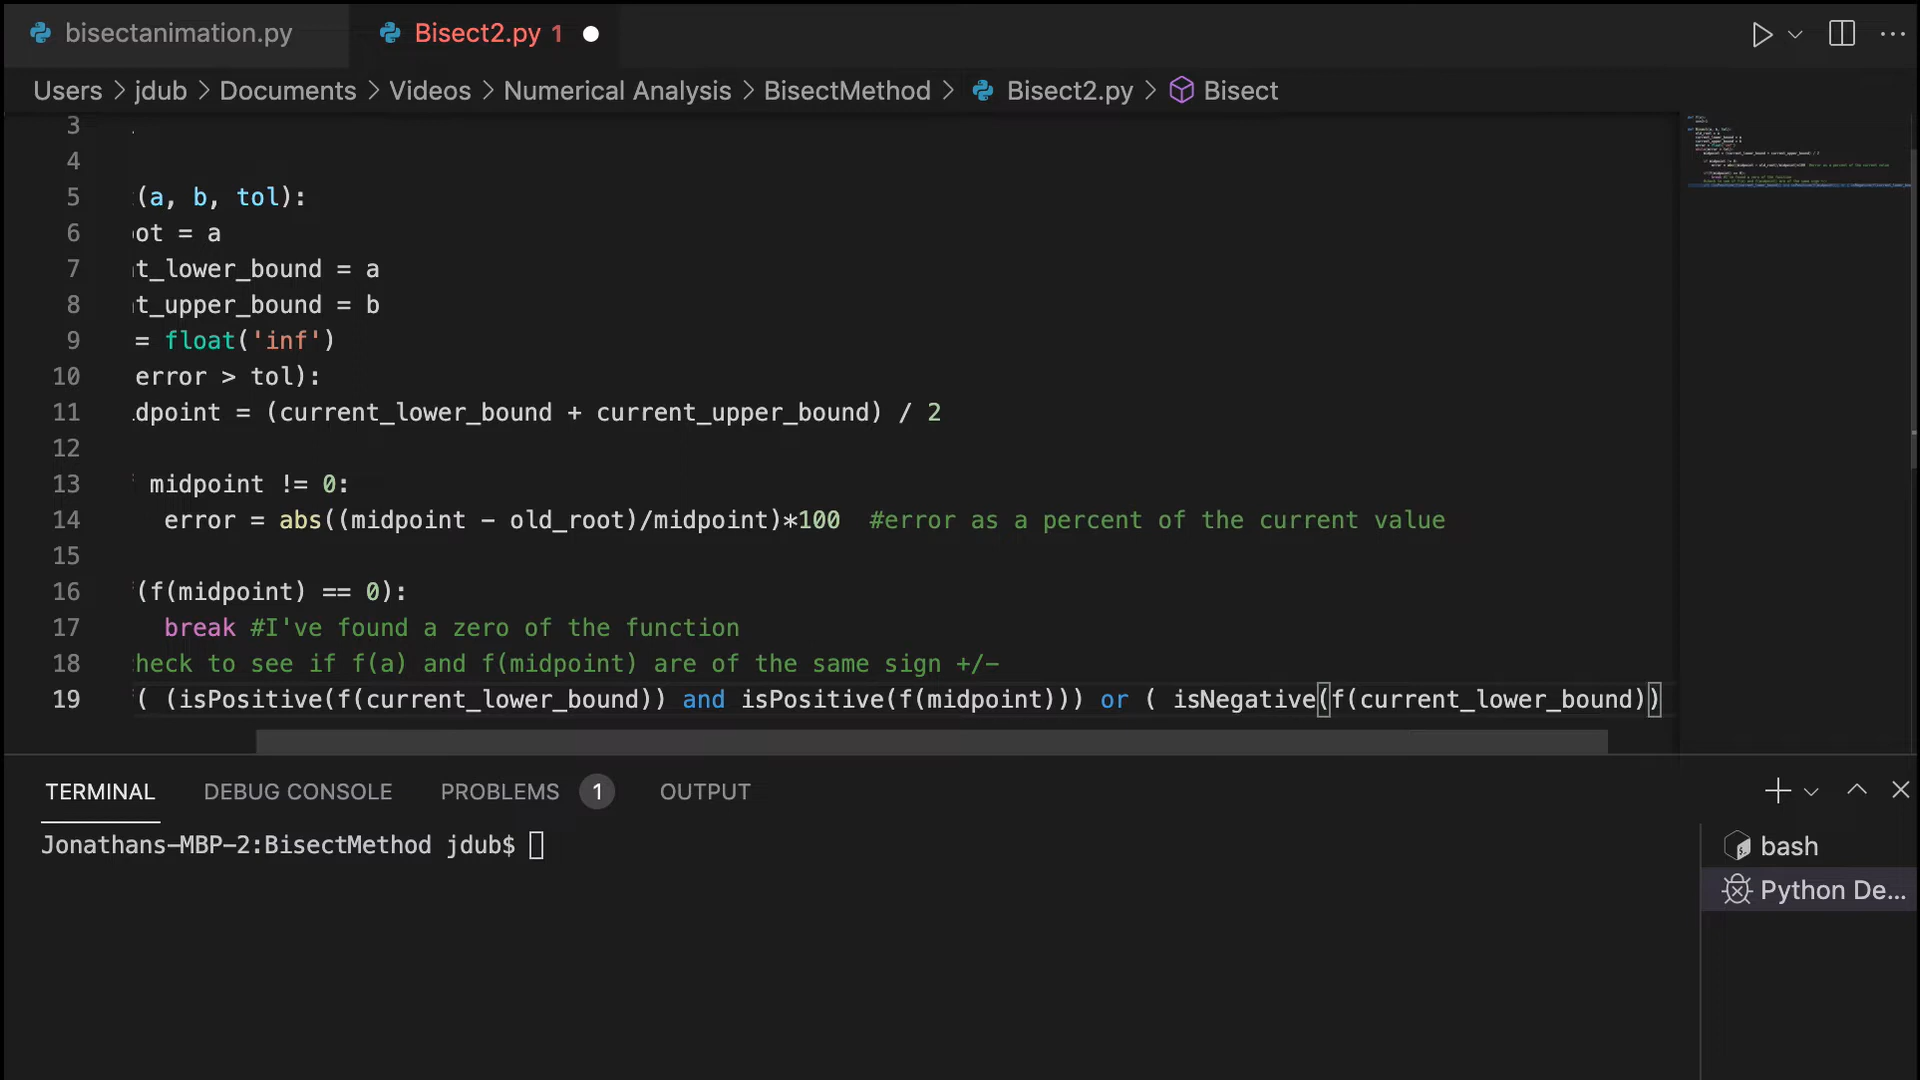 bisectanimation.py
Bisect2.py 1
Users > jdub > Documents > Videos > Numerical Analysis > BisectMethod > Bisect2.py > Bisect
3
4
5 (a, b, tol):
6 ot = a
7 t_lower_bound = a
8 t_upper_bound = b
9 = float('inf')
10 error > tol):
11 dpoint = (current_lower_bound + current_upper_bound) / 2
12
13 midpoint != 0:
14 error = abs((midpoint - old_root)/midpoint)*100 #error as a percent of the current value
15
16 (f(midpoint) == 0):
17 break #I've found a zero of the function
18 heck to see if f(a) and f(midpoint) are of the same sign +/-
19 ( (isPositive(f(current_lower_bound)) and isPositive(f(midpoint))) or ( isNegative(f(current_lower_bound))
TERMINAL DEBUG CONSOLE PROBLEMS 1 OUTPUT
Jonathans-MBP-2:BisectMethod jdub$
bash
Python De...